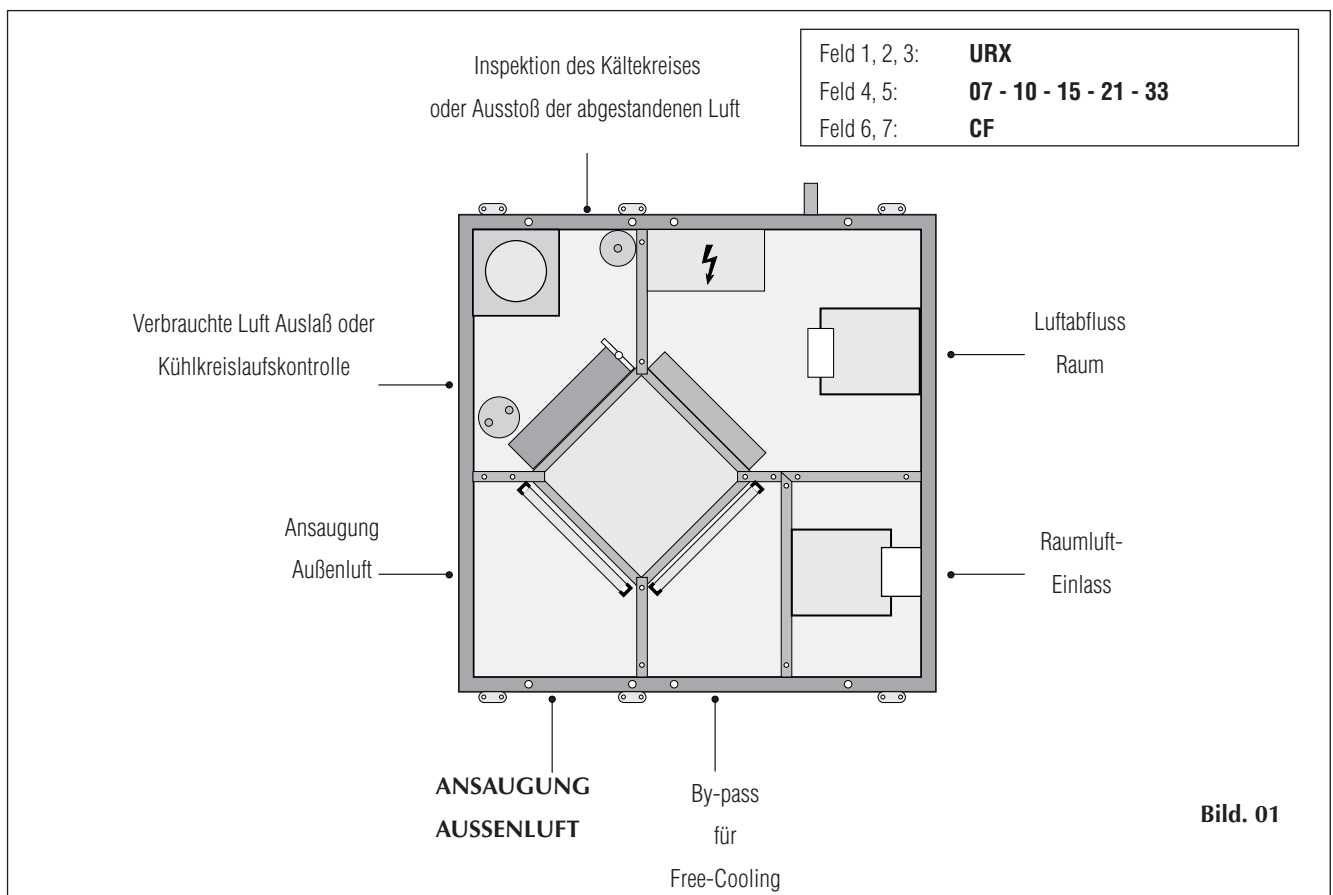 Inspektion des Kältekreises
oder Ausstoß der abgestandenen Luft
Feld 1, 2, 3: URX
Feld 4, 5: 07 - 10 - 15 - 21 - 33
Feld 6, 7: CF
Verbrauchte Luft Auslaß oder
Kühlkreislaufskontrolle
Luftabfluss
Raum
Ansaugung
Außenluft
Raumluft-
Einlass
ANSAUGUNG
AUSSENLUFT
By-pass
für
Free-Cooling
Bild. 01